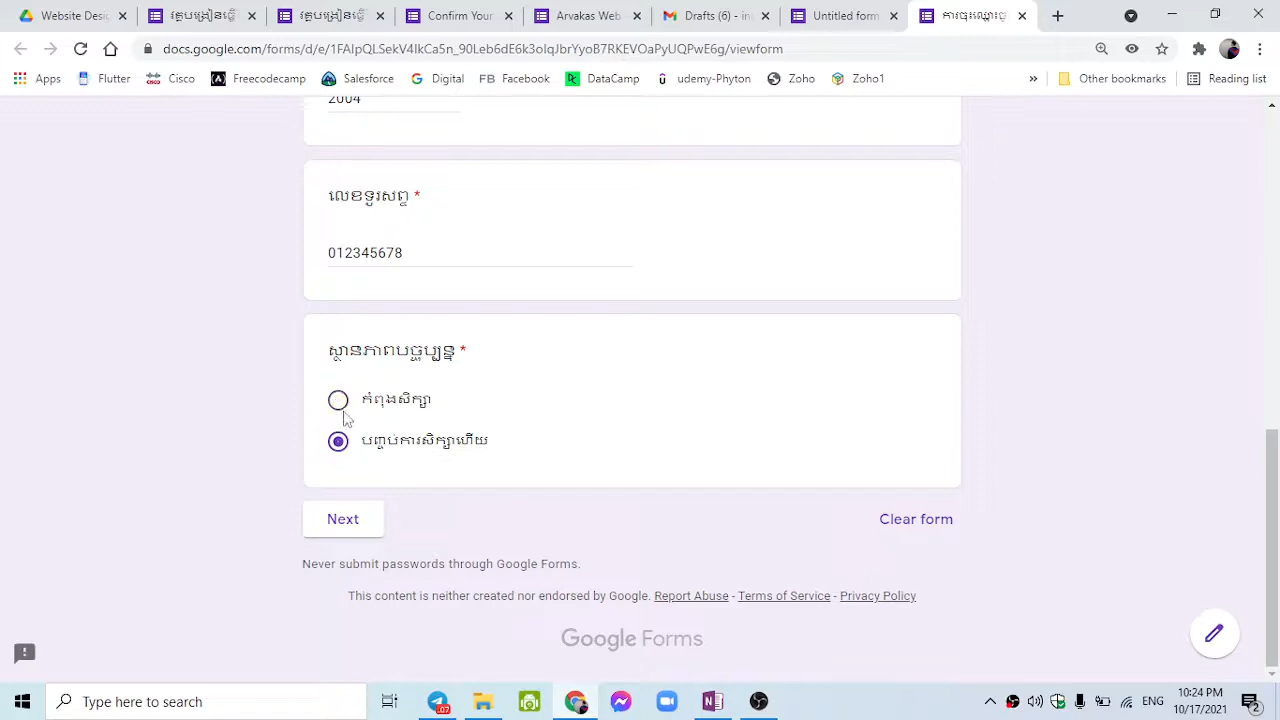 Website Desi
Confirm Your
Arvakas Web
Drafts (
Untitled form
docs.google.com/forms/d/e/1FAIpQLSekV4IkCa5n_90Leb6dE6k3oIqJbrYyoB7RKEVOaPyUQPwE6g/viewform
Apps
Flutter
Cisco
Freecodecamp
Salesforce
Digital
FB Facebook
DataCamp
udemy-Phyton
Zoho
Zoho1
»
Other bookmarks
Reading list
2004
លេខទូរសព្ទ *
012345678
ស្ថានភាពបច្ចុប្បន្ន *
កំពុងសិក្សា
បញ្ចប់ការសិក្សាហើយ
Next
Clear form
Never submit passwords through Google Forms.
This content is neither created nor endorsed by Google. Report Abuse - Terms of Service - Privacy Policy
Google Forms
Type here to search
ENG
10:24 PM
10/17/2021